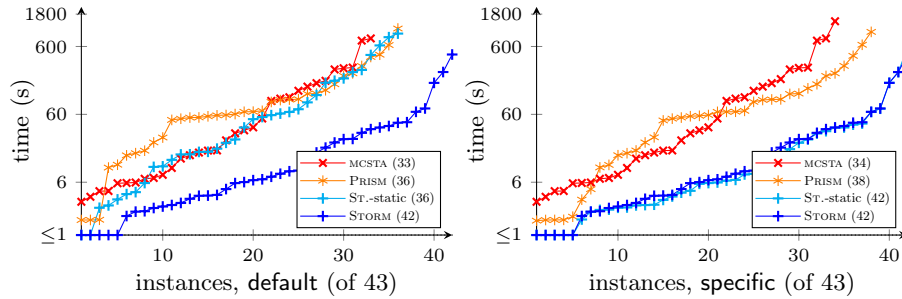 1800
600
60
6
≤1
time (s)
10
20
30
40
instances, default (of 43)
MCSTA (33)
PRISM (36)
ST.-static (36)
STORM (42)
1800
600
60
6
≤1
time (s)
10
20
30
40
instances, specific (of 43)
MCSTA (34)
PRISM (38)
ST.-static (42)
STORM (42)